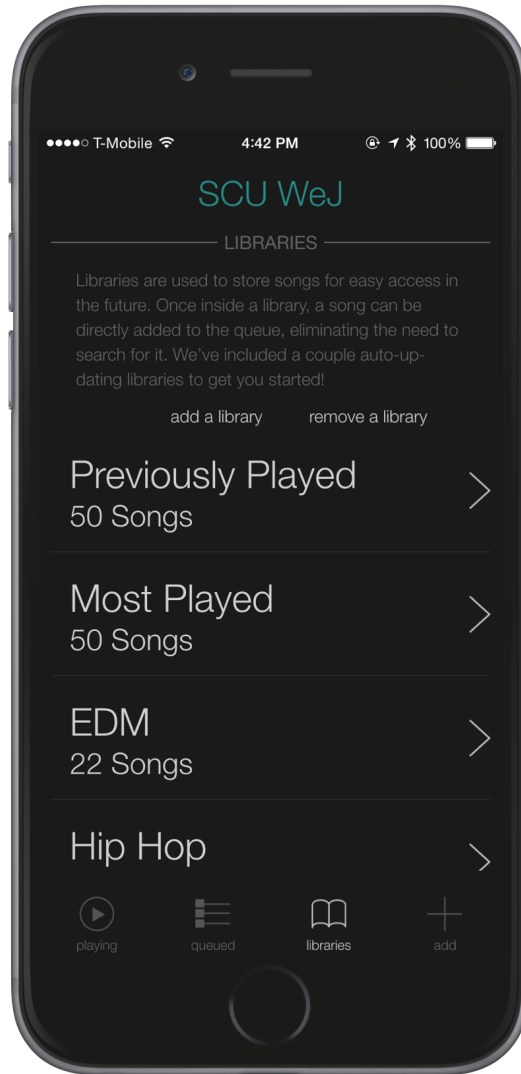 T-Mobile 4:42 PM 100%
SCU WeJ
LIBRARIES
Libraries are used to store songs for easy access in
the future. Once inside a library, a song can be
directly added to the queue, eliminating the need to
search for it. We've included a couple auto-up-
dating libraries to get you started!
add a library remove a library
Previously Played
50 Songs
Most Played
50 Songs
EDM
22 Songs
Hip Hop
playing queued libraries add